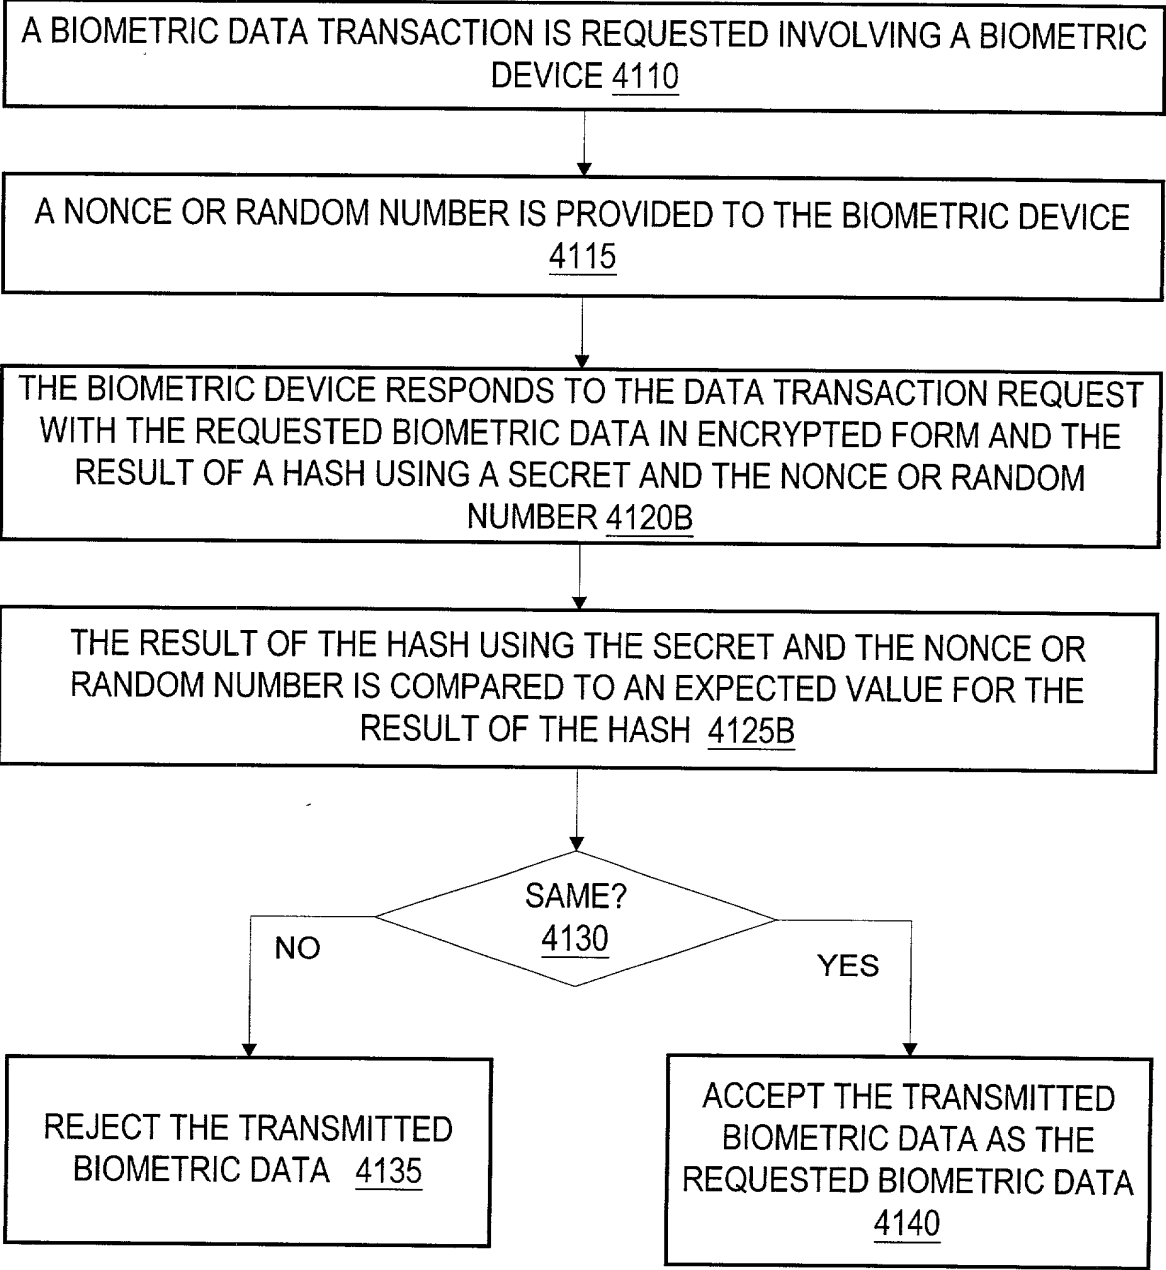 A BIOMETRIC DATA TRANSACTION IS REQUESTED INVOLVING A BIOMETRIC
DEVICE 4110
A NONCE OR RANDOM NUMBER IS PROVIDED TO THE BIOMETRIC DEVICE
4115
THE BIOMETRIC DEVICE RESPONDS TO THE DATA TRANSACTION REQUEST
WITH THE REQUESTED BIOMETRIC DATA IN ENCRYPTED FORM AND THE
RESULT OF A HASH USING A SECRET AND THE NONCE OR RANDOM
NUMBER 4120B
THE RESULT OF THE HASH USING THE SECRET AND THE NONCE OR
RANDOM NUMBER IS COMPARED TO AN EXPECTED VALUE FOR THE
RESULT OF THE HASH 4125B
SAME?
4130
NO
YES
REJECT THE TRANSMITTED
BIOMETRIC DATA 4135
ACCEPT THE TRANSMITTED
BIOMETRIC DATA AS THE
REQUESTED BIOMETRIC DATA
4140